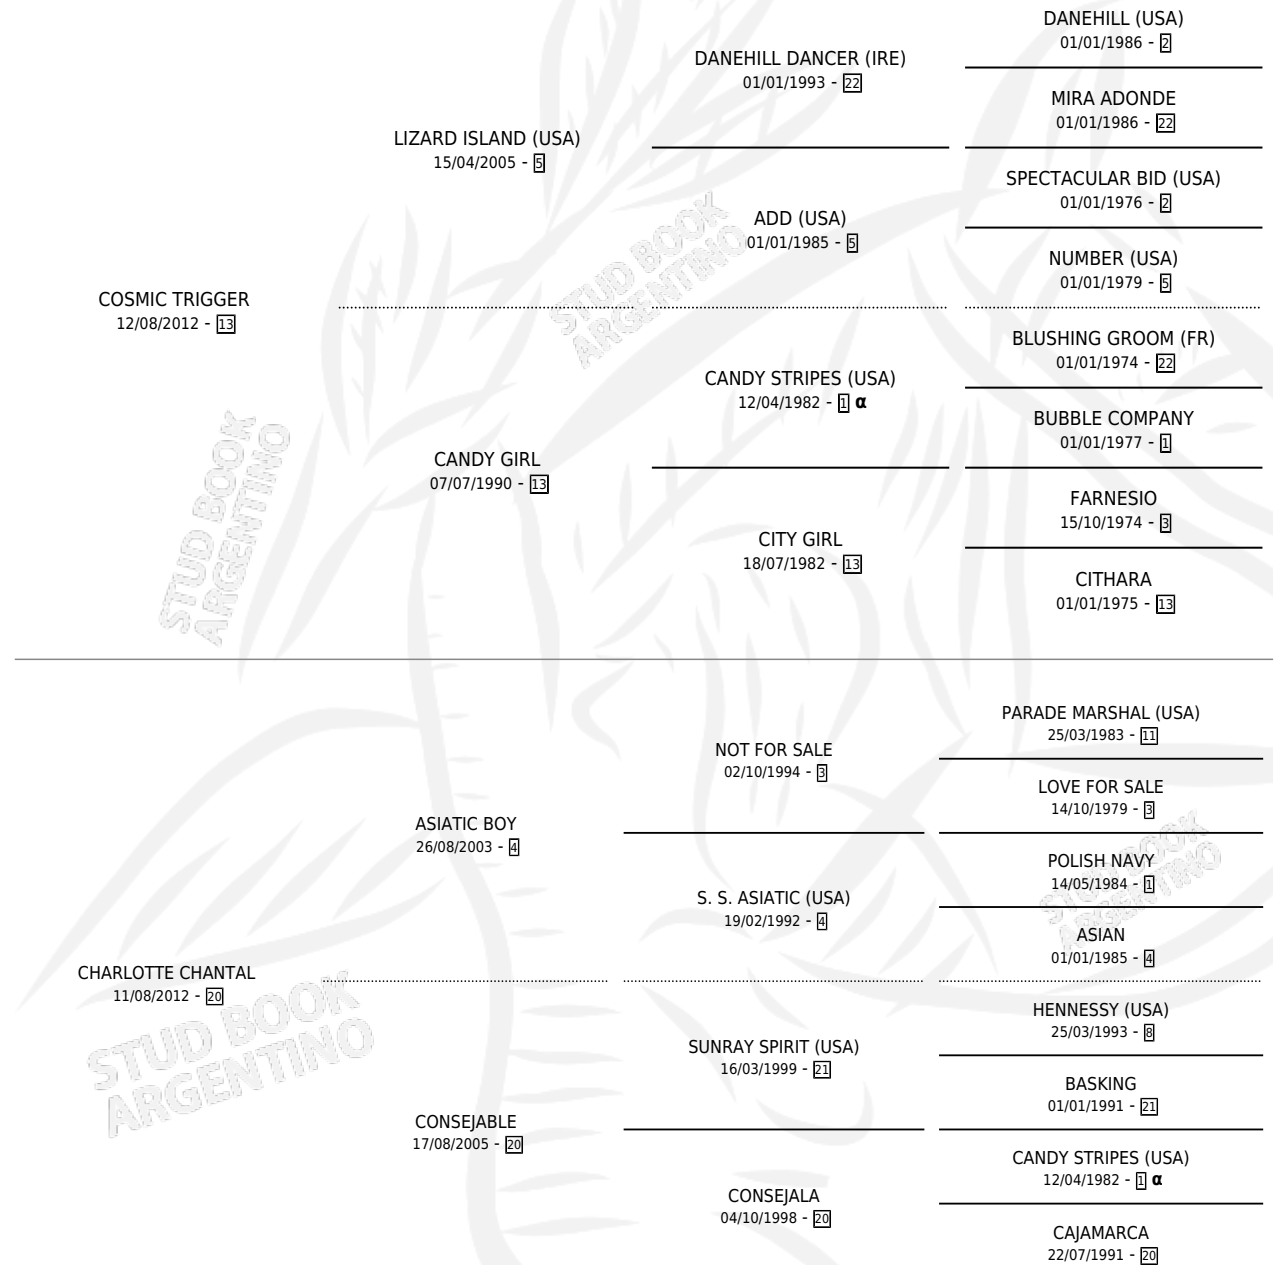 DANEHILL (USA)
01/01/1986 - 2
DANEHILL DANCER (IRE)
01/01/1993 - 22
MIRA ADONDE
01/01/1986 - 22
LIZARD ISLAND (USA)
15/04/2005 - 5
SPECTACULAR BID (USA)
01/01/1976 - 2
ADD (USA)
01/01/1985 - 5
NUMBER (USA)
01/01/1979 - 5
COSMIC TRIGGER
12/08/2012 - 13
BLUSHING GROOM (FR)
01/01/1974 - 22
CANDY STRIPES (USA)
12/04/1982 - 1 α
BUBBLE COMPANY
01/01/1977 - 1
CANDY GIRL
07/07/1990 - 13
FARNESIO
15/10/1974 - 3
CITY GIRL
18/07/1982 - 13
CITHARA
01/01/1975 - 13
PARADE MARSHAL (USA)
25/03/1983 - 11
NOT FOR SALE
02/10/1994 - 3
LOVE FOR SALE
14/10/1979 - 3
ASIATIC BOY
26/08/2003 - 4
POLISH NAVY
14/05/1984 - 1
S. S. ASIATIC (USA)
19/02/1992 - 4
ASIAN
01/01/1985 - 4
CHARLOTTE CHANTAL
11/08/2012 - 20
HENNESSY (USA)
25/03/1993 - 8
SUNRAY SPIRIT (USA)
16/03/1999 - 21
BASKING
01/01/1991 - 21
CONSEJABLE
17/08/2005 - 20
CANDY STRIPES (USA)
12/04/1982 - 1 α
CONSEJALA
04/10/1998 - 20
CAJAMARCA
22/07/1991 - 20
STUD BOOK
ARGENTINO
STUD BOOK
ARGENTINO
STUD BOOK
ARGENTINO
STUD BOOK
ARGENTINO